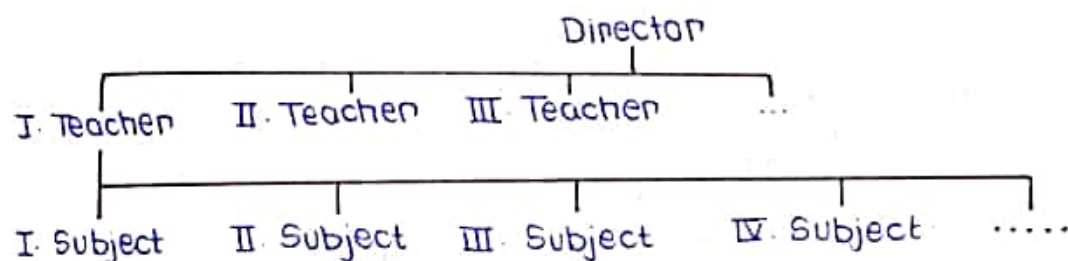 Director
I. Teacher II. Teacher III. Teacher ...
I. Subject II. Subject III. Subject IV. Subject .....